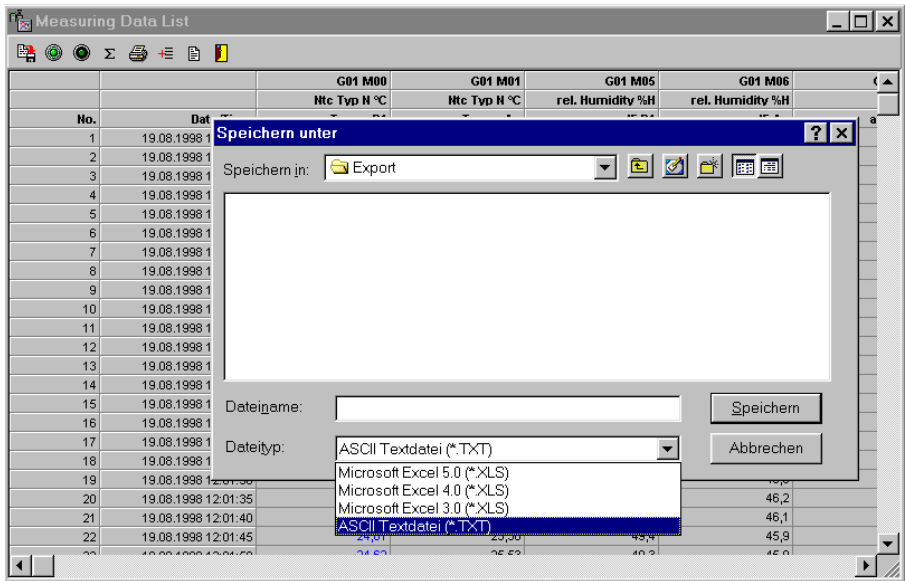 Measuring Data List
Σ
G01 M00 G01 M01 G01 M05 G01 M06
Ntc Typ N °C Ntc Typ N °C rel. Humidity %H rel. Humidity %H
No.
Speichern unter
Speichern in: Export
1 19.08.1998 1
2 19.08.1998 1
3 19.08.1998 1
4 19.08.1998 1
5 19.08.1998 1
6 19.08.1998 1
7 19.08.1998 1
8 19.08.1998 1
9 19.08.1998 1
10 19.08.1998 1
11 19.08.1998 1
12 19.08.1998 1
13 19.08.1998 1
14 19.08.1998 1
15 19.08.1998 1
16 19.08.1998 1
17 19.08.1998 1
18 19.08.1998 1
19 19.08.1998
Dateiname: Speichern
Dateityp: ASCII Textdatei (*.TXT) Abbrechen
Microsoft Excel 5.0 (*.XLS)
Microsoft Excel 4.0 (*.XLS)
Microsoft Excel 3.0 (*.XLS)
ASCII Textdatei (*.TXT)
20 19.08.1998 12:01:35 46,2
21 19.08.1998 12:01:40 46,1
22 19.08.1998 12:01:45 45,9